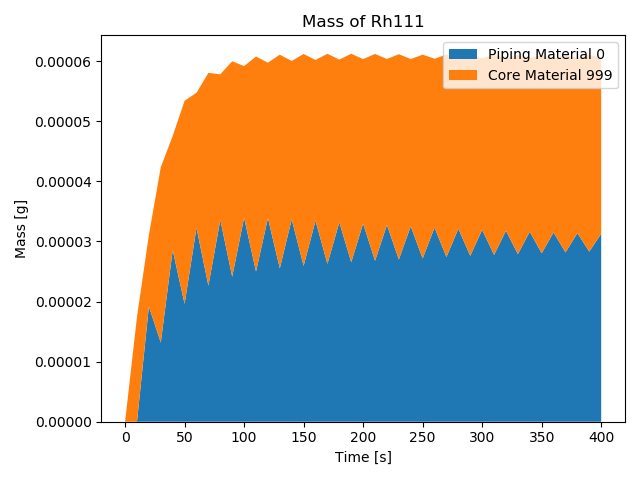 Mass of Rh111
Piping Material 0
Core Material 999
Mass [g]
0.00006
0.00005
0.00004
0.00003
0.00002
0.00001
0.00000
0 50 100 150 200 250 300 350 400
Time [s]